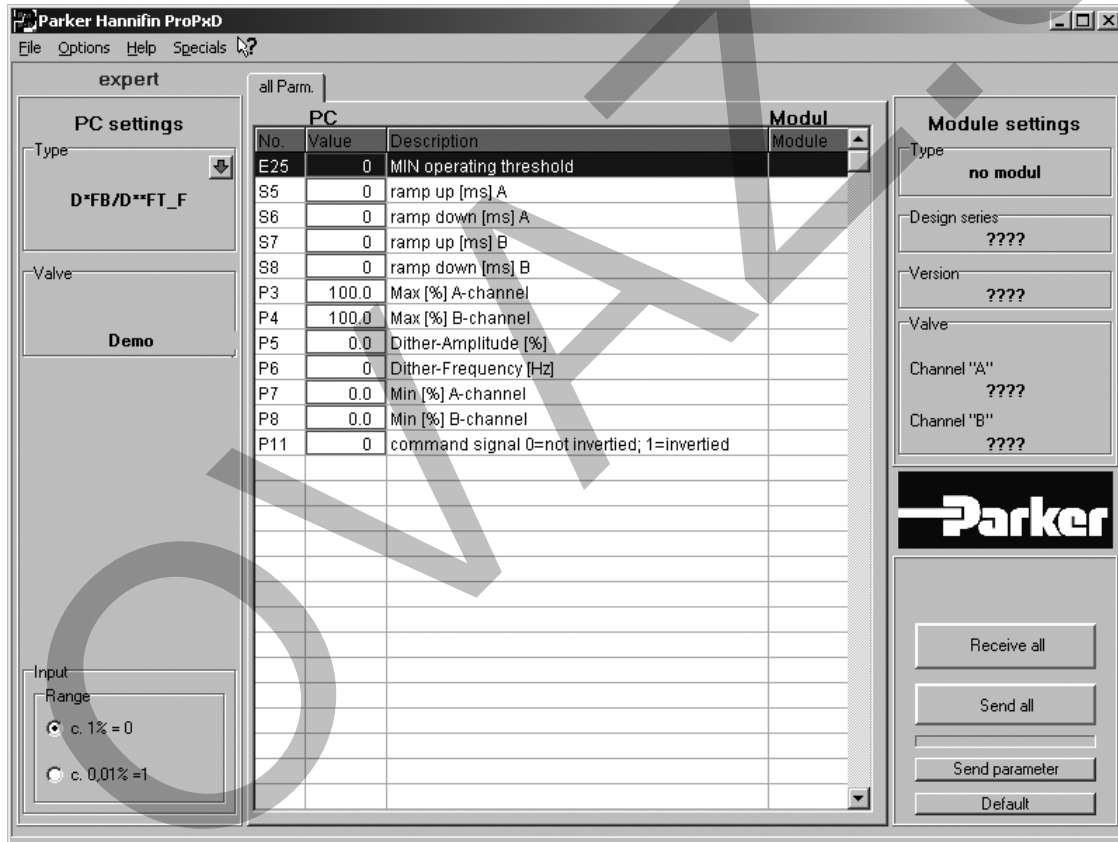 Parker Hannifin ProPxD
File Options Help Specials
expert
PC settings
Type
D*FB/D**FT_F
Valve
Demo
Input
Range
c. 1% = 0
c. 0,01% =1
all Parm.
PC Modul
No. Value Description Module
E25 0 MIN operating threshold
S5 0 ramp up [ms] A
S6 0 ramp down [ms] A
S7 0 ramp up [ms] B
S8 0 ramp down [ms] B
P3 100.0 Max [%] A-channel
P4 100.0 Max [%] B-channel
P5 0.0 Dither-Amplitude [%]
P6 0 Dither-Frequency [Hz]
P7 0.0 Min [%] A-channel
P8 0.0 Min [%] B-channel
P11 0 command signal 0=not invertied; 1=invertied
Module settings
Type
no modul
Design series
????
Version
????
Valve
Channel "A"
????
Channel "B"
????
Parker
Receive all
Send all
Send parameter
Default
OVAZ.